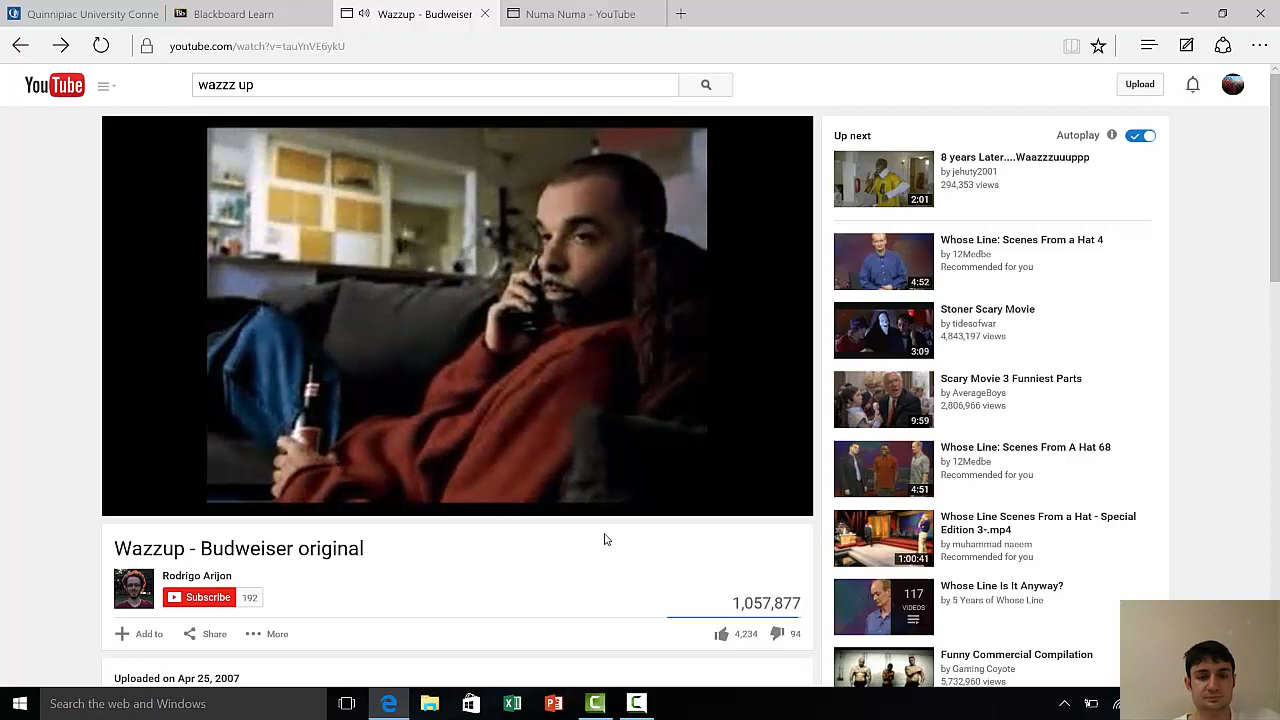 Quinnipiac University Conne
Blackboard Learn
Wazzup - Budweiser
Numa Numa - YouTube
youtube.com/watch?v=tauYnVE6ykU
YouTube
wazzz up
Upload
Up next
Autoplay
8 years Later....Waazzzuuuppp
by jehuty2001
294,353 views
2:01
Whose Line: Scenes From a Hat 4
by 12Medbe
Recommended for you
4:52
Stoner Scary Movie
by tidesofwar
4,843,197 views
3:09
Scary Movie 3 Funniest Parts
by AverageBoys
2,806,966 views
9:59
Whose Line: Scenes From A Hat 68
by 12Medbe
Recommended for you
4:51
Whose Line Scenes From a Hat - Special
Edition 3-.mp4
by muhammad naeem
Recommended for you
1:00:41
Whose Line Is It Anyway?
by 5 Years of Whose Line
117
VIDEOS
Funny Commercial Compilation
by Gaming Coyote
5,732,960 views
Wazzup - Budweiser original
Rodrigo Arijon
Subscribe 192
1,057,877
Add to Share More
4,234 94
Uploaded on Apr 25, 2007
Search the web and Windows